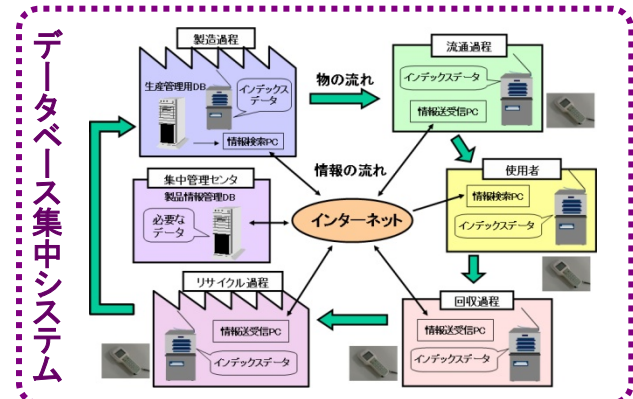 データベース集中システム
製造過程
生産管理用DB
インデックス
データ
情報検索PC
物の流れ
流通過程
インデックスデータ
情報送受信PC
集中管理センタ
製品情報管理DB
必要な
データ
情報の流れ
インターネット
使用者
情報検索PC
インデックスデータ
リサイクル過程
情報送受信PC
インデックスデータ
回収過程
情報送受信PC
インデックスデータ